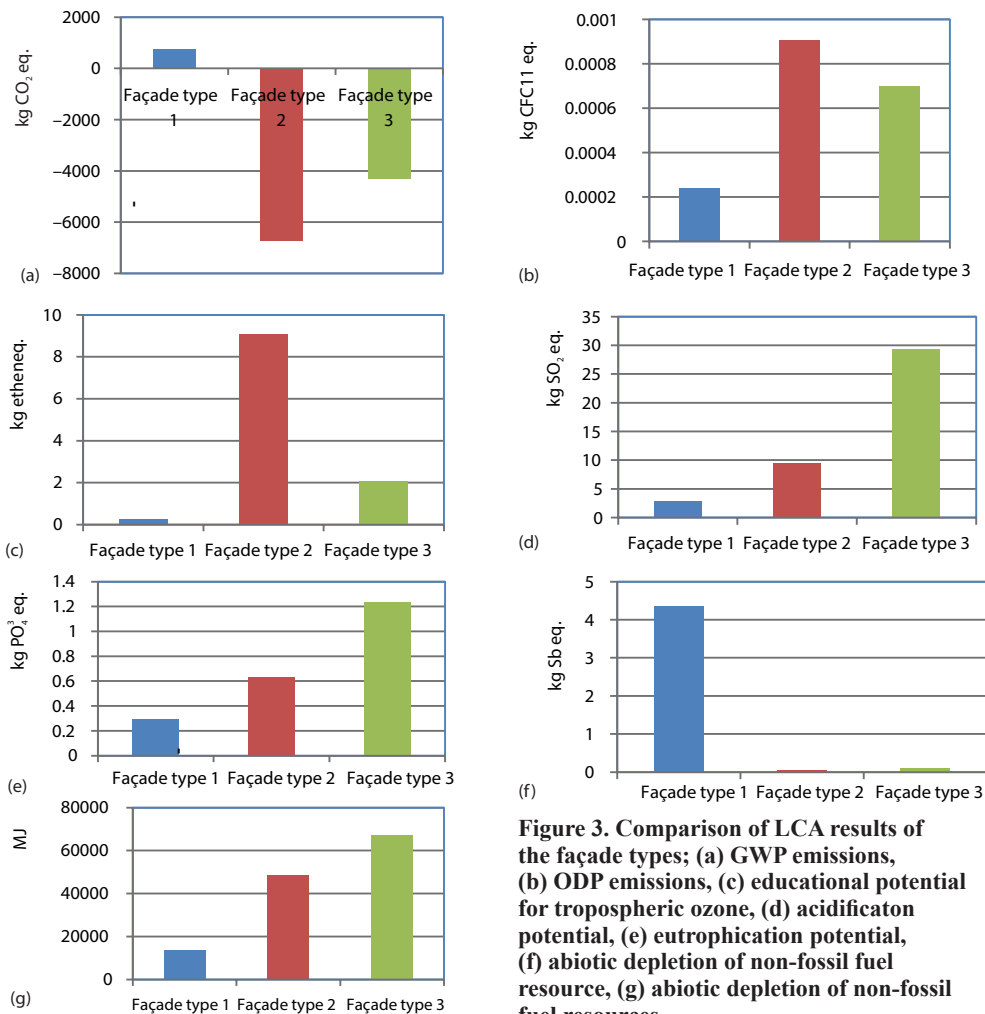 2000
0
−2000
−4000
−6000
−8000
kg CO₂ eq.
Façade type 1
Façade type 2
Façade type 3
(a)
0.001
0.0008
0.0006
0.0004
0.0002
0
kg CFC11 eq.
Façade type 1 Façade type 2 Façade type 3
(b)
10
8
6
4
2
0
kg etheneq.
Façade type 1 Façade type 2 Façade type 3
(c)
35
30
25
20
15
10
5
0
kg SO₂ eq.
Façade type 1 Façade type 2 Façade type 3
(d)
1.4
1.2
1
0.8
0.6
0.4
0.2
0
kg PO₄³ eq.
Façade type 1 Façade type 2 Façade type 3
(e)
5
4
3
2
1
0
kg Sb eq.
Façade type 1 Façade type 2 Façade type 3
(f)
80000
60000
40000
20000
0
MJ
Façade type 1 Façade type 2 Façade type 3
(g)
Figure 3. Comparison of LCA results of
the façade types; (a) GWP emissions,
(b) ODP emissions, (c) educational potential
for tropospheric ozone, (d) acidificaton
potential, (e) eutrophication potential,
(f) abiotic depletion of non-fossil fuel
resource, (g) abiotic depletion of non-fossil
fuel resources